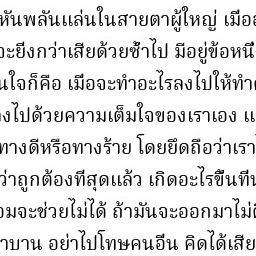 หันพลันแล่นในสายตาผู้ใหญ่ เมื่อ
จะยิ่งกว่าเสียด้วยซ้ำไป มีอยู่ข้อหนึ่
นใจก็คือ เมื่อจะทำอะไรลงไปให้ทำ
งไปด้วยความเต็มใจของเราเอง แ
ทางดีหรือทางร้าย โดยยึดถือว่าเรา
ว่าถูกต้องที่สุดแล้ว เกิดอะไรขึ้นที
อมจะช่วยไม่ได้ ถ้ามันจะออกมาไม่
าบาน อย่าไปโทษคนอื่น คิดได้เสีย